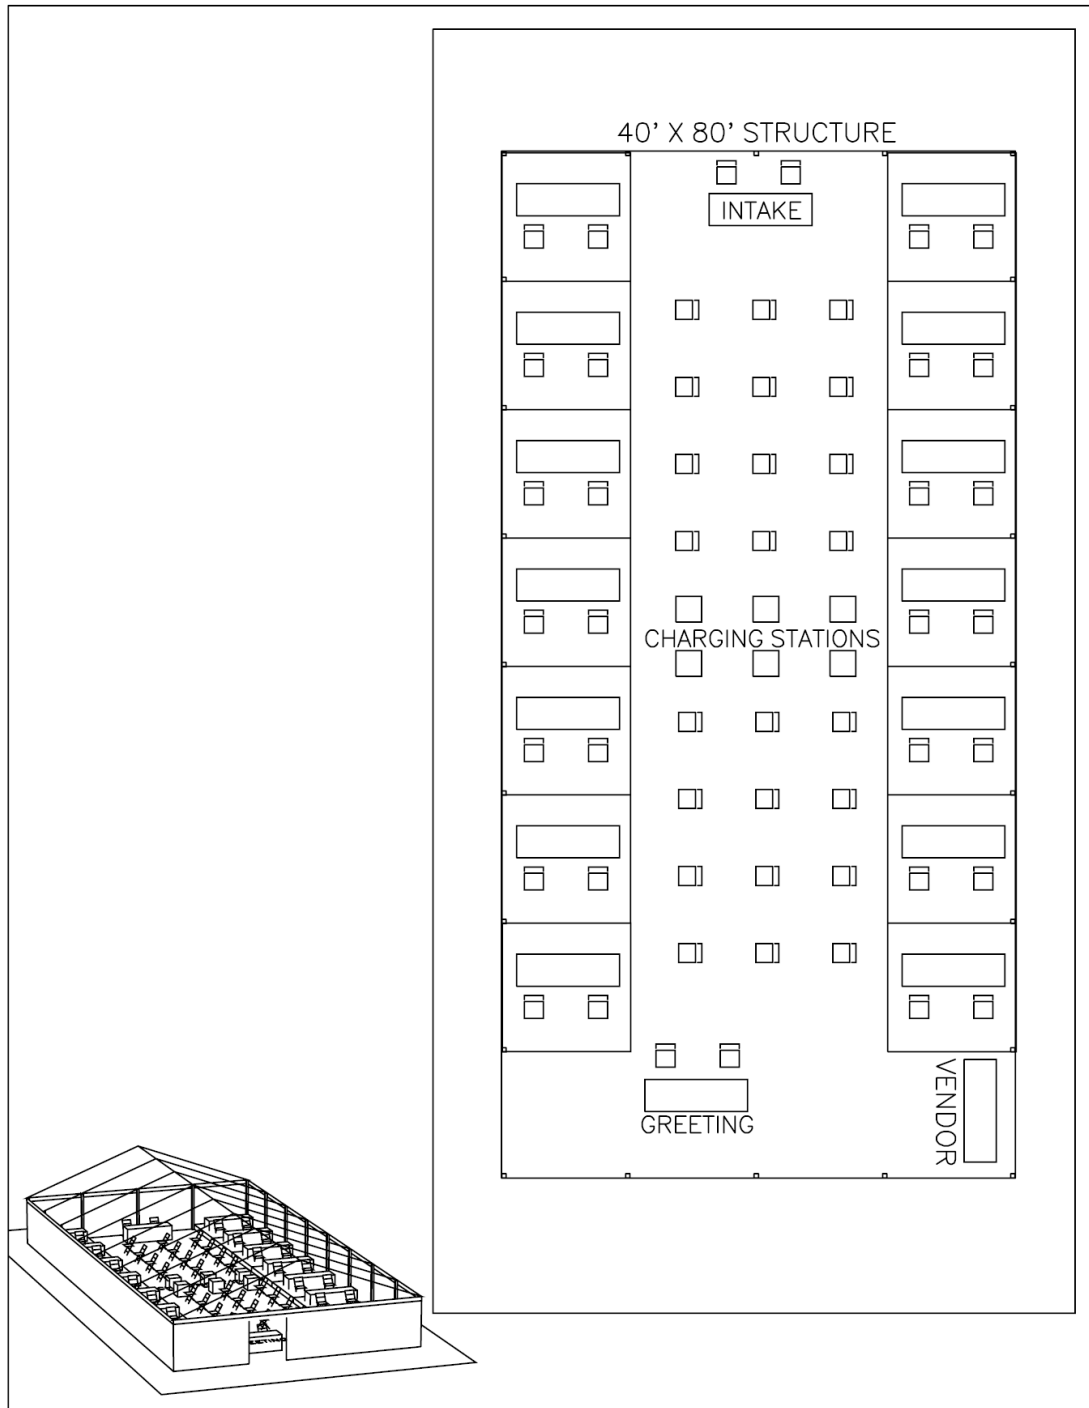 40' X 80' STRUCTURE
INTAKE
CHARGING STATIONS
GREETING
VENDOR